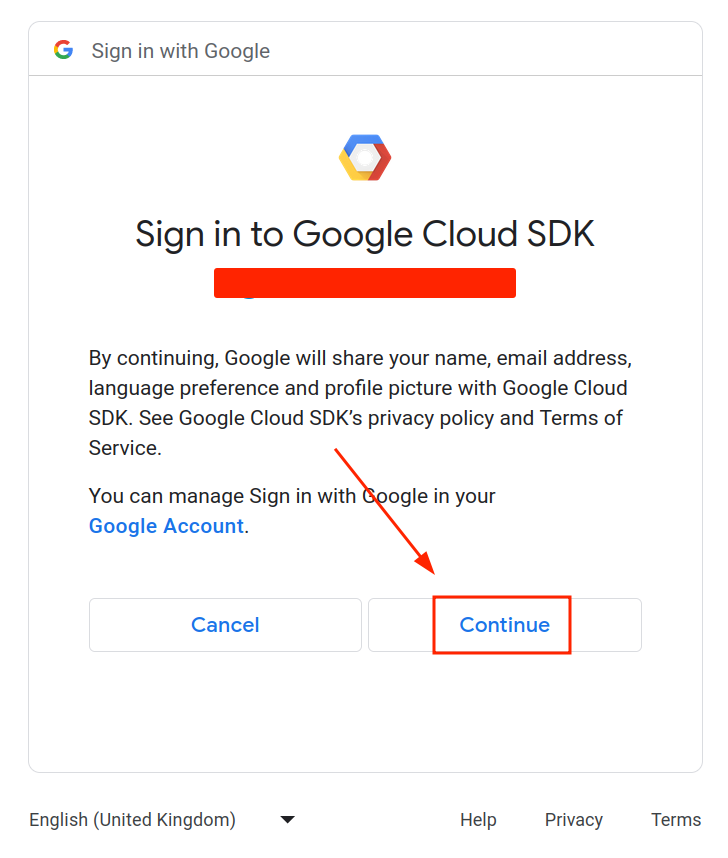 Sign in with Google
Sign in to Google Cloud SDK
By continuing, Google will share your name, email address,
language preference and profile picture with Google Cloud
SDK. See Google Cloud SDK’s privacy policy and Terms of
Service.
You can manage Sign in with Google in your
Google Account.
Cancel
Continue
English (United Kingdom)
Help
Privacy
Terms